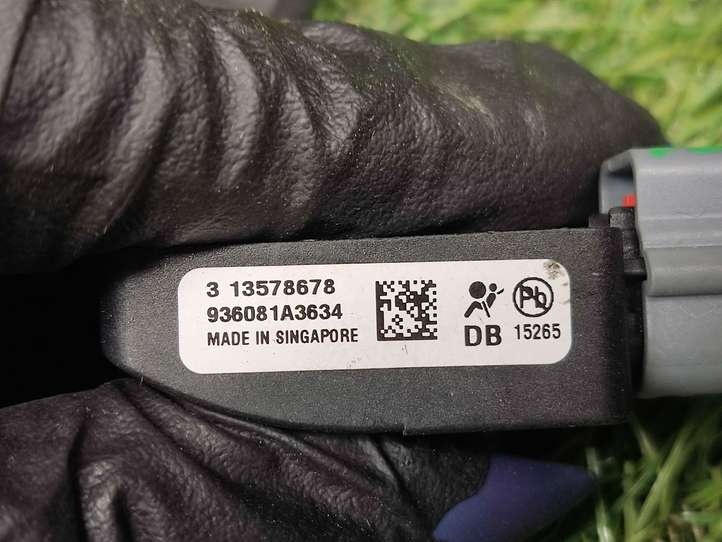 3 13578678
936081A3634
MADE IN SINGAPORE
Pb
DB 15265